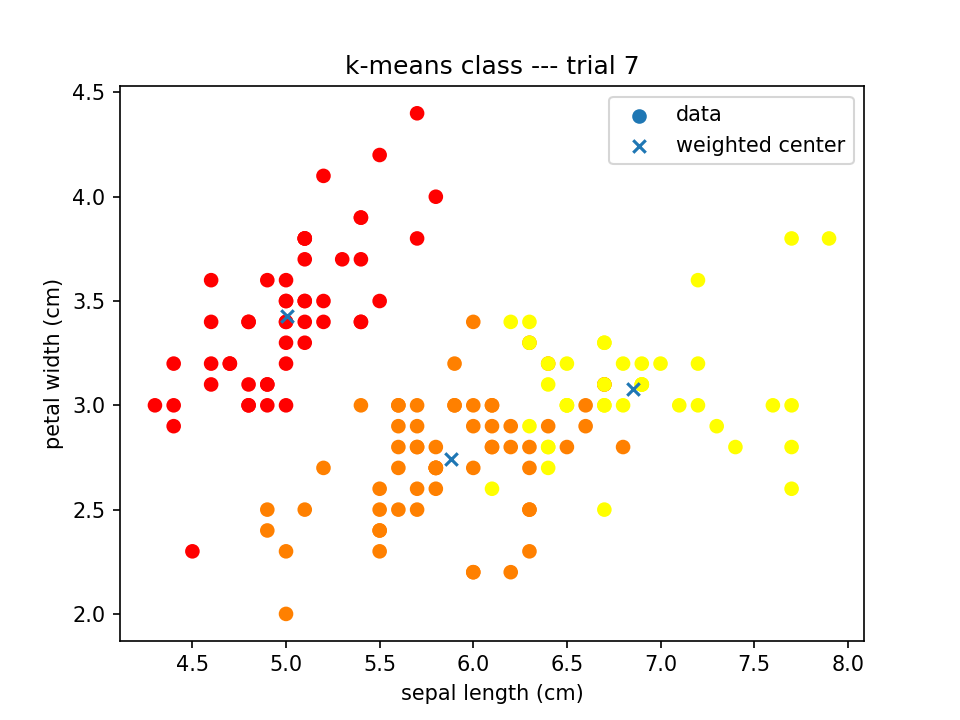 k-means class --- trial 7
data
weighted center
4.5
4.0
3.5
3.0
2.5
2.0
petal width (cm)
4.5 5.0 5.5 6.0 6.5 7.0 7.5 8.0
sepal length (cm)